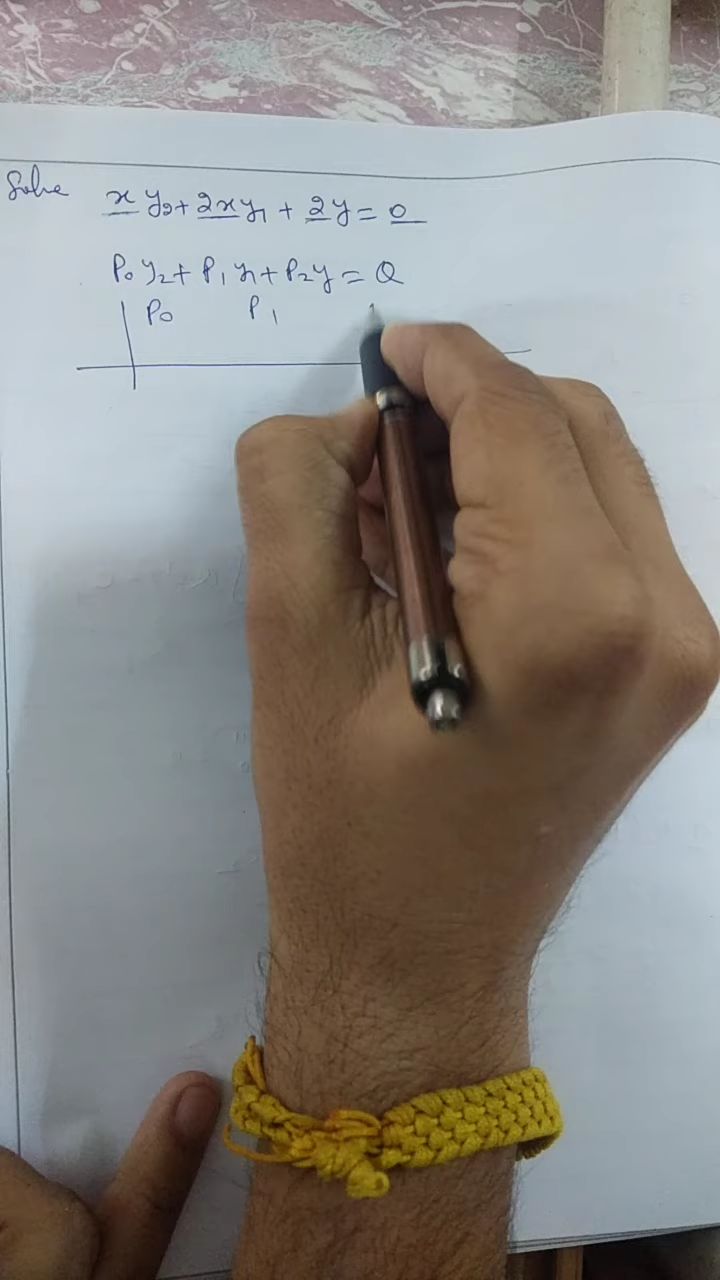 Solve xy₂ + 2xy₁ + 2y = 0
P₀y₂ + P₁y₁ + P₂y = Q
P₀ P₁